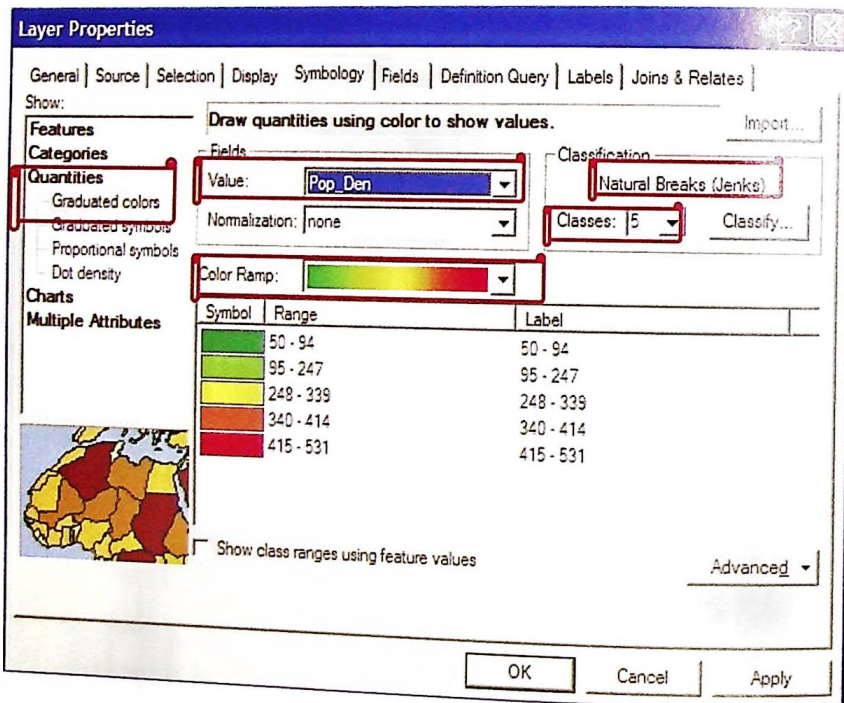 Layer Properties
General | Source | Selection | Display | Symbology | Fields | Definition Query | Labels | Joins & Relates
Show:
Features
Categories
Quantities
Graduated colors
Graduated symbols
Proportional symbols
Dot density
Charts
Multiple Attributes
Draw quantities using color to show values.
Import...
Fields
Value: Pop_Den
Normalization: none
Classification
Natural Breaks (Jenks)
Classes: 5
Classify...
Color Ramp:
Symbol Range Label
50 - 94 50 - 94
95 - 247 95 - 247
248 - 339 248 - 339
340 - 414 340 - 414
415 - 531 415 - 531
Show class ranges using feature values
Advanced
OK Cancel Apply